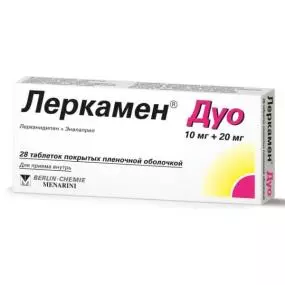 Леркамен® Дуо
Лерканидипин + Эналаприл
10 мг + 20 мг
28 таблеток покрытых пленочной оболочкой
Для приема внутрь
BERLIN-CHEMIE
MENARINI